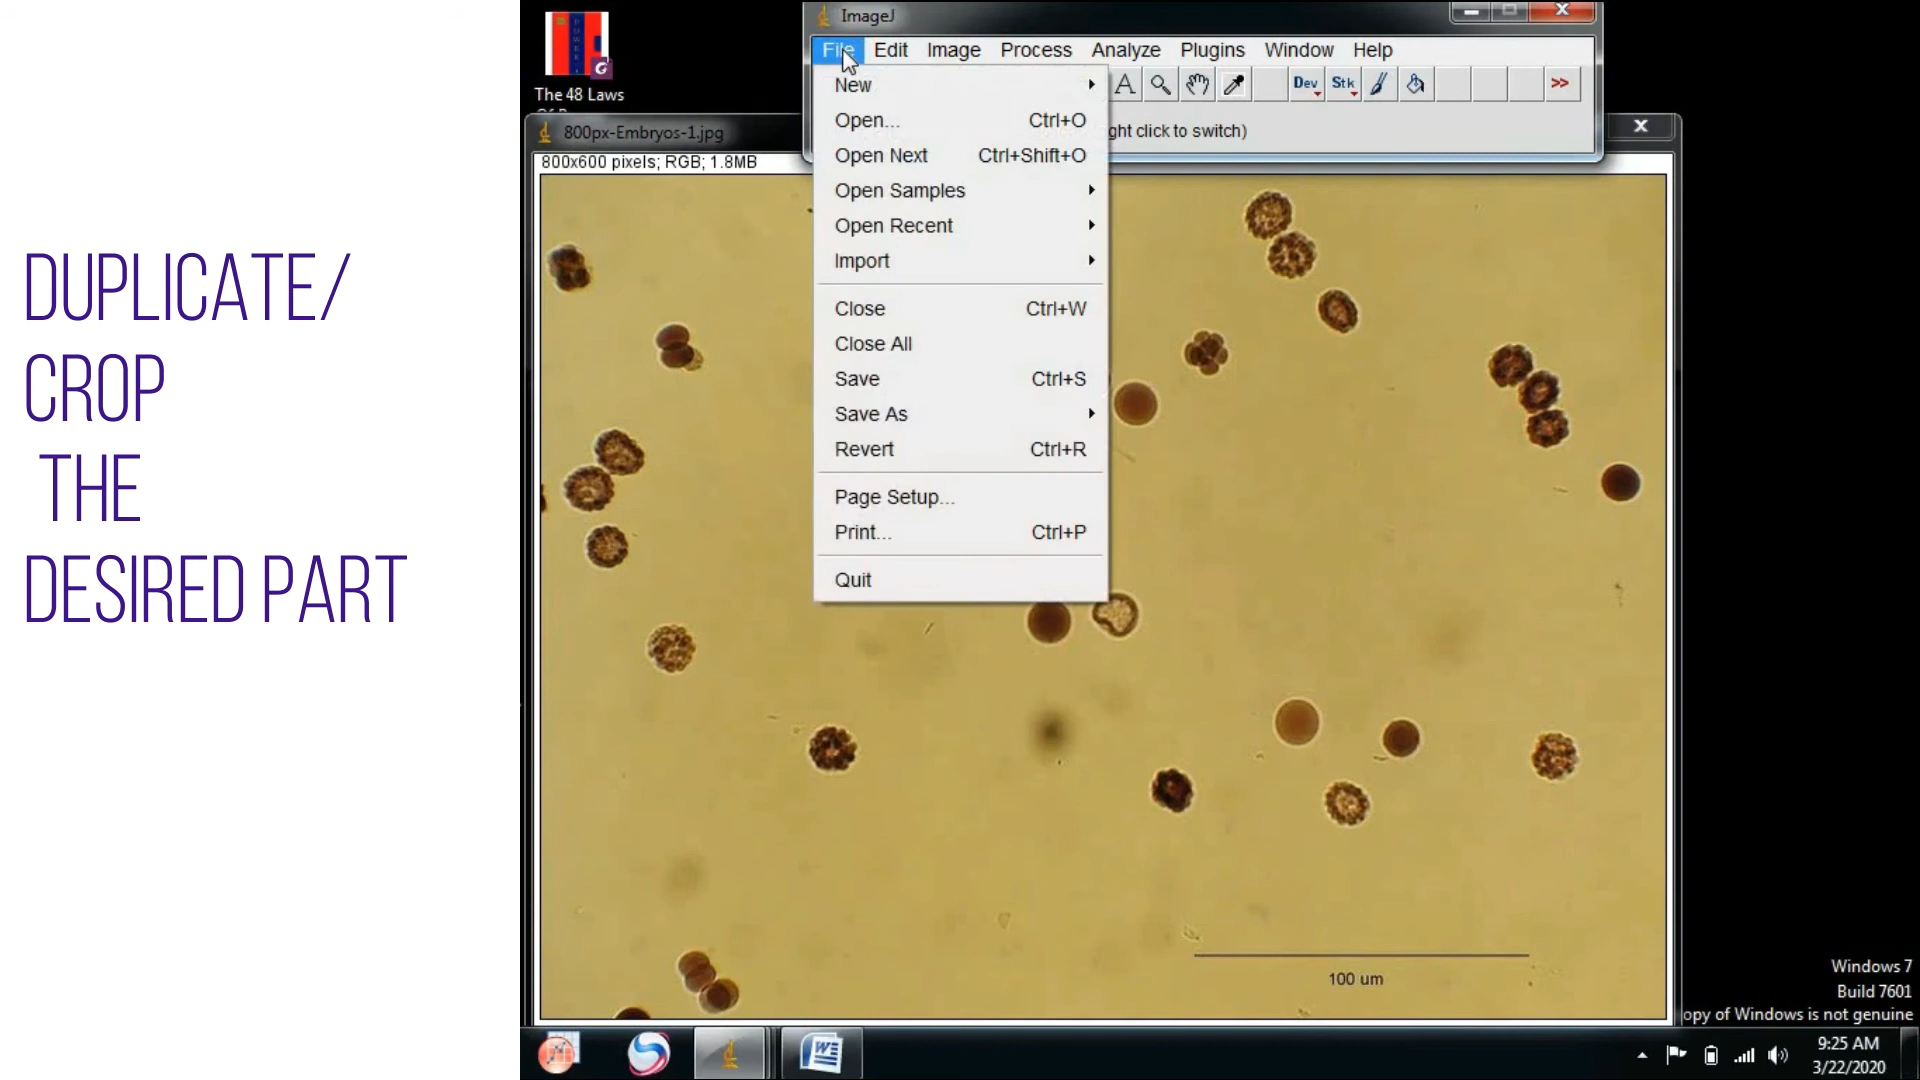 DUPLICATE/
CROP
THE
DESIRED PART
The 48 Laws
ImageJ
File Edit Image Process Analyze Plugins Window Help
Dev Stk >>
ght click to switch)
New
Open... Ctrl+O
Open Next Ctrl+Shift+O
Open Samples
Open Recent
Import
Close Ctrl+W
Close All
Save Ctrl+S
Save As
Revert Ctrl+R
Page Setup...
Print... Ctrl+P
Quit
800px-Embryos-1.jpg
800x600 pixels; RGB; 1.8MB
100 um
Windows 7
Build 7601
opy of Windows is not genuine
9:25 AM
3/22/2020